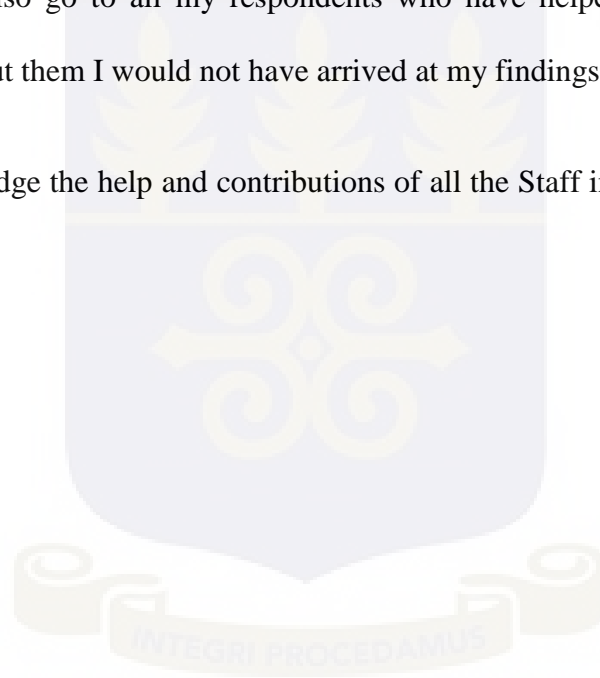 so go to all my respondents who have helpe
t them I would not have arrived at my findings
dge the help and contributions of all the Staff i
INTEGRI PROCEDAMUS